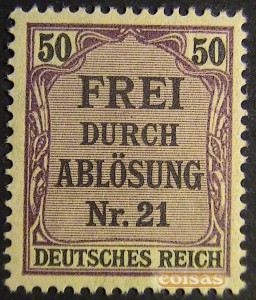 50 50
FREI
DURCH
ABLÖSUNG
Nr. 21
DEUTSCHES REICH
coisas